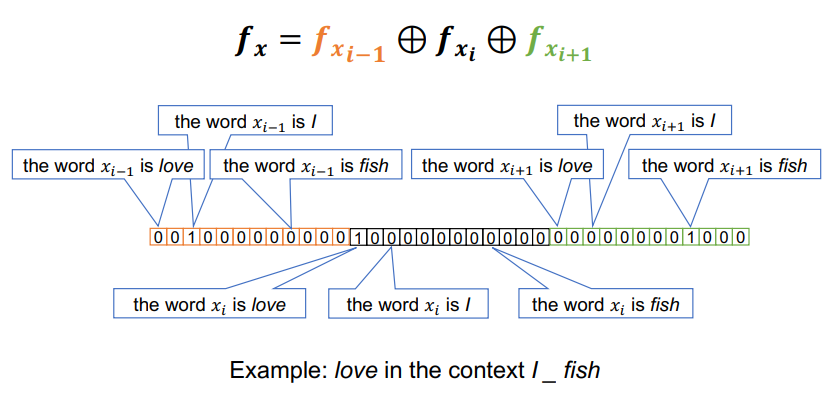 f_x = f_{x_{i−1}} ⊕ f_{x_i} ⊕ f_{x_{i+1}}
the word x_{i−1} is I
the word x_{i+1} is I
the word x_{i−1} is love
the word x_{i−1} is fish
the word x_{i+1} is love
the word x_{i+1} is fish
0 0 1 0 0 0 0 0 0 0 0 0 1 0 0 0 0 0 0 0 0 0 0 0 0 0 0 0 0 0 0 0 1 0 0 0
the word x_i is love
the word x_i is I
the word x_i is fish
Example: love in the context I _ fish